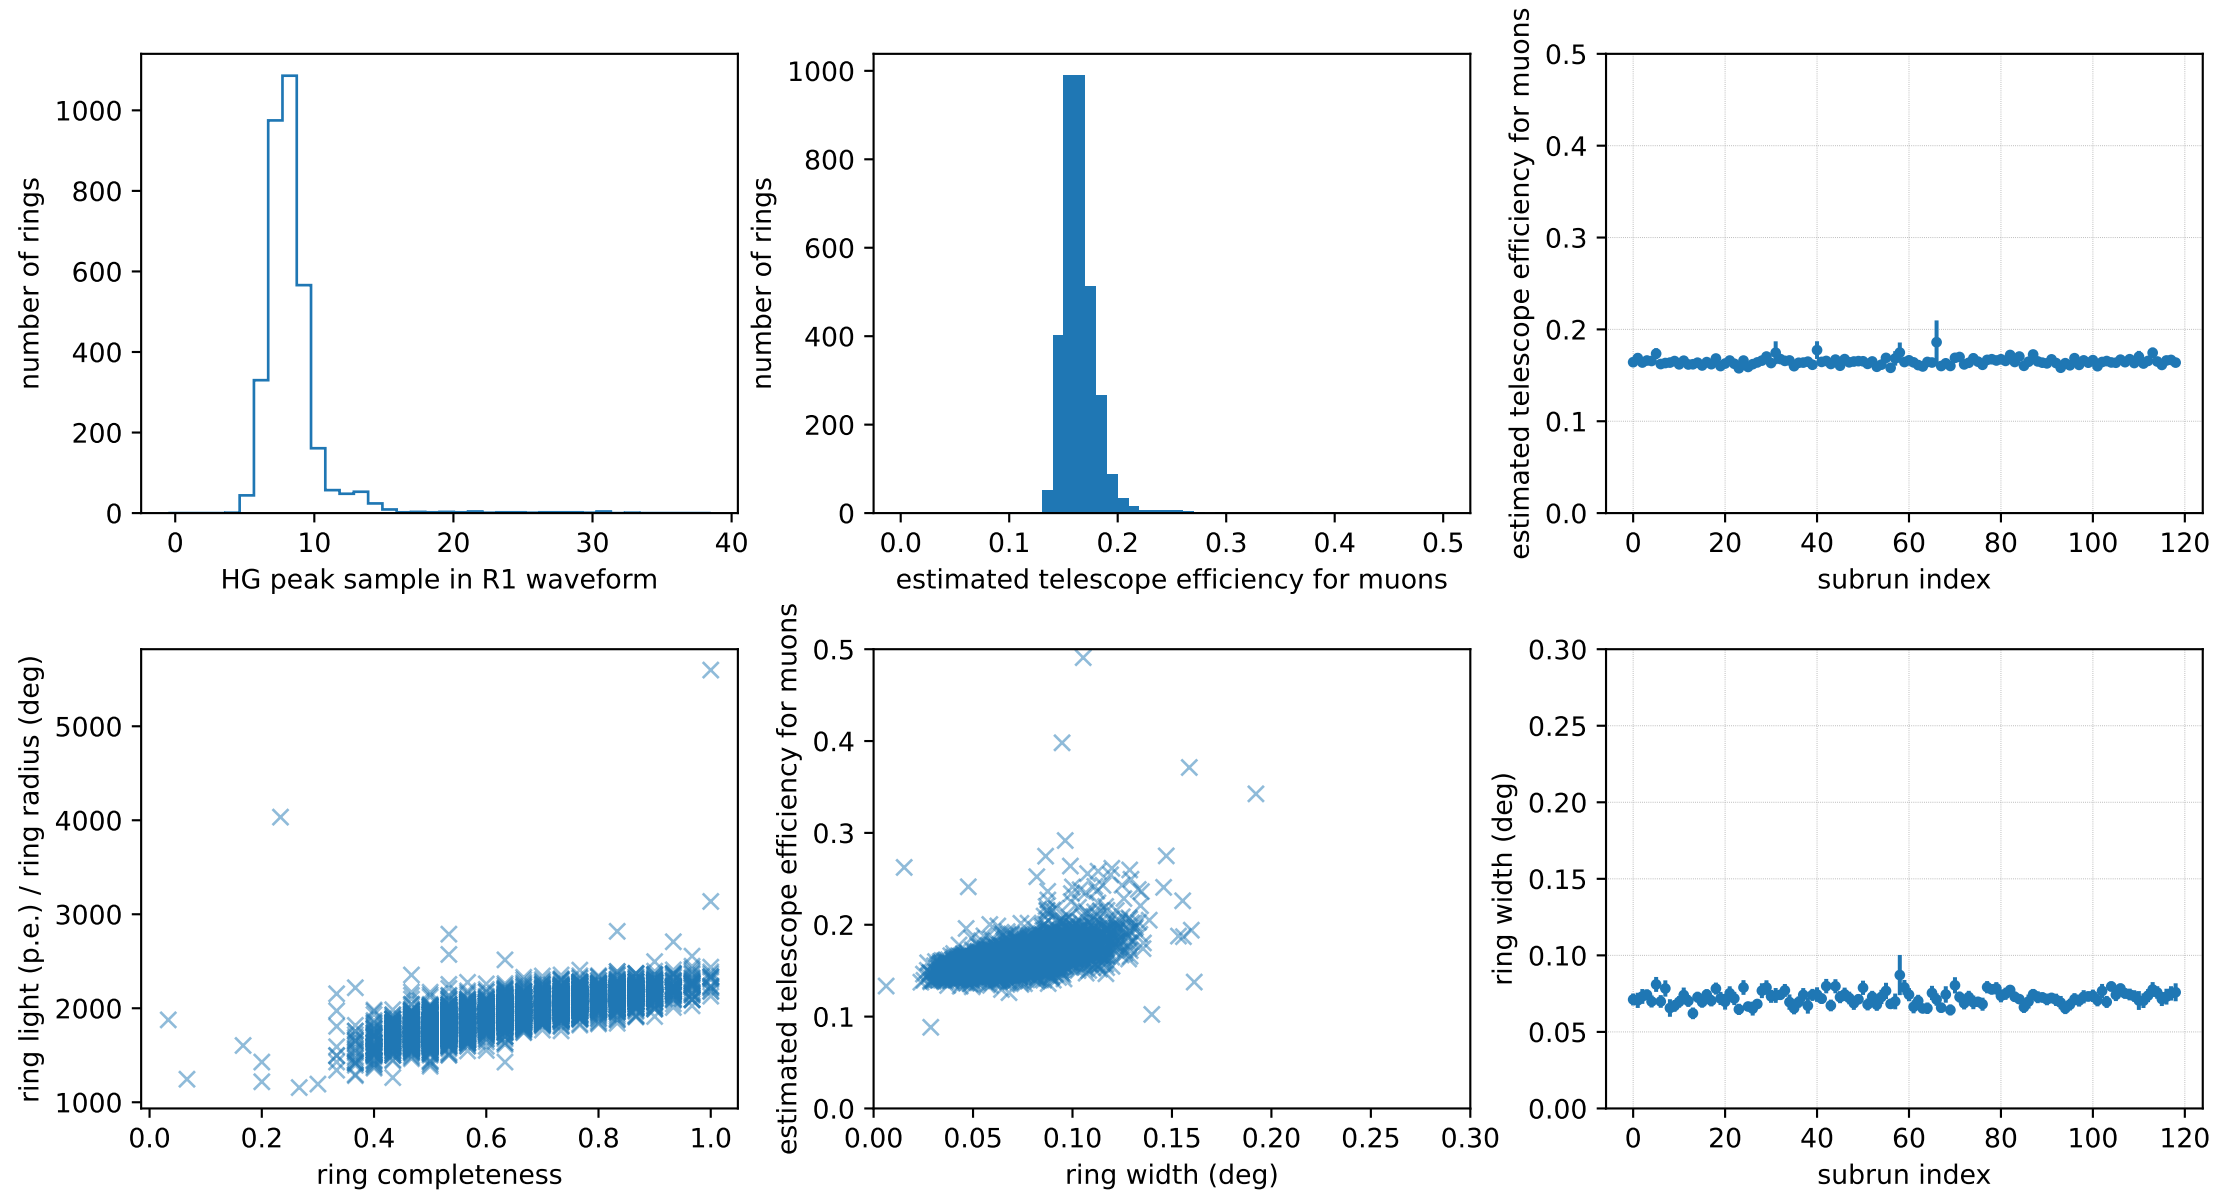 number of rings
1000
800
600
400
200
0
0 10 20 30 40
HG peak sample in R1 waveform
number of rings
1000
800
600
400
200
0
0.0 0.1 0.2 0.3 0.4 0.5
estimated telescope efficiency for muons
estimated telescope efficiency for muons
0.5
0.4
0.3
0.2
0.1
0.0
0 20 40 60 80 100 120
subrun index
ring light (p.e.) / ring radius (deg)
5000
4000
3000
2000
1000
0.0 0.2 0.4 0.6 0.8 1.0
ring completeness
estimated telescope efficiency for muons
0.5
0.4
0.3
0.2
0.1
0.0
0.00 0.05 0.10 0.15 0.20 0.25 0.30
ring width (deg)
ring width (deg)
0.30
0.25
0.20
0.15
0.10
0.05
0.00
0 20 40 60 80 100 120
subrun index